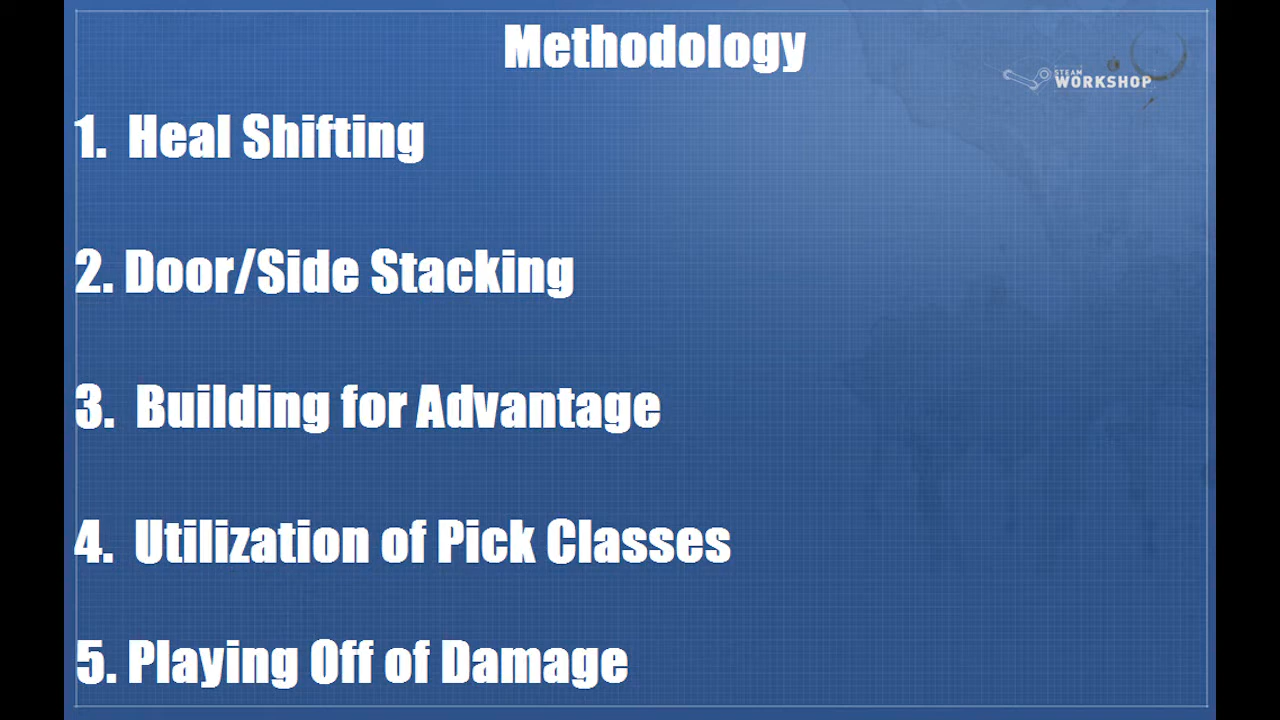 Methodology
STEAM
WORKSHOP
1. Heal Shifting
2. Door/Side Stacking
3. Building for Advantage
4. Utilization of Pick Classes
5. Playing Off of Damage